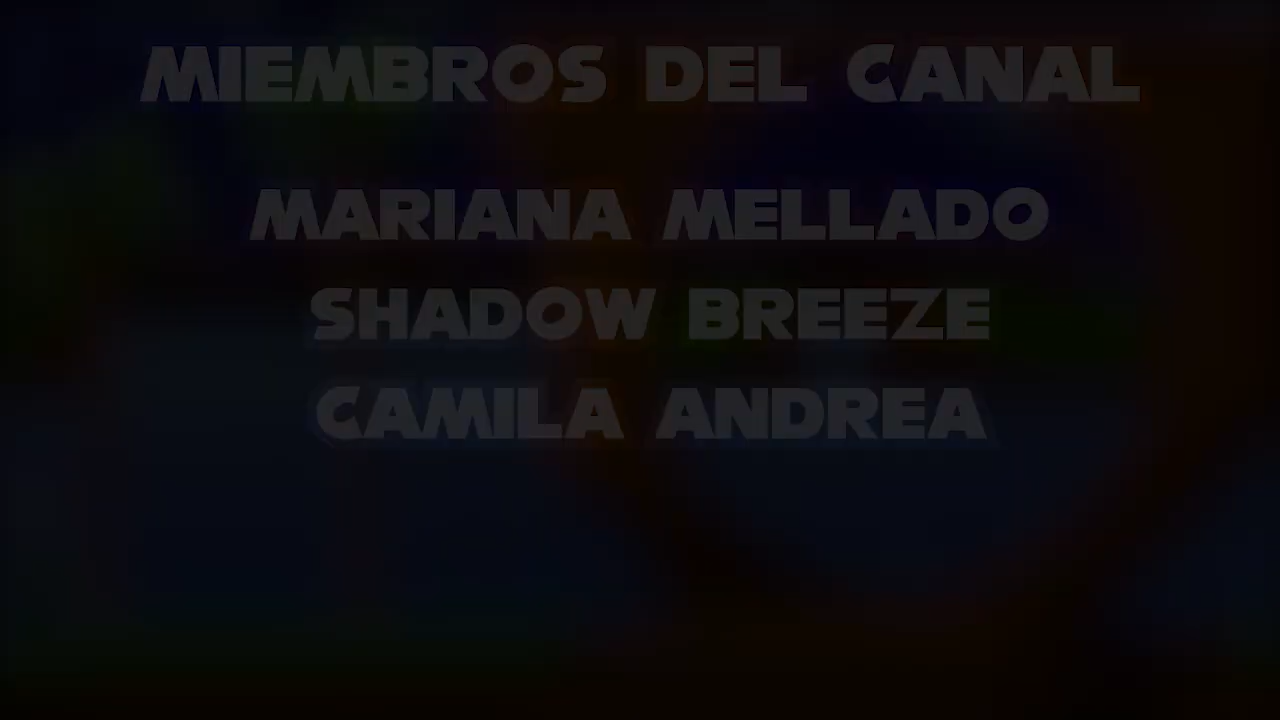 MIEMBROS DEL CANAL
MARIANA MELLADO
SHADOW BREEZE
CAMILA ANDREA